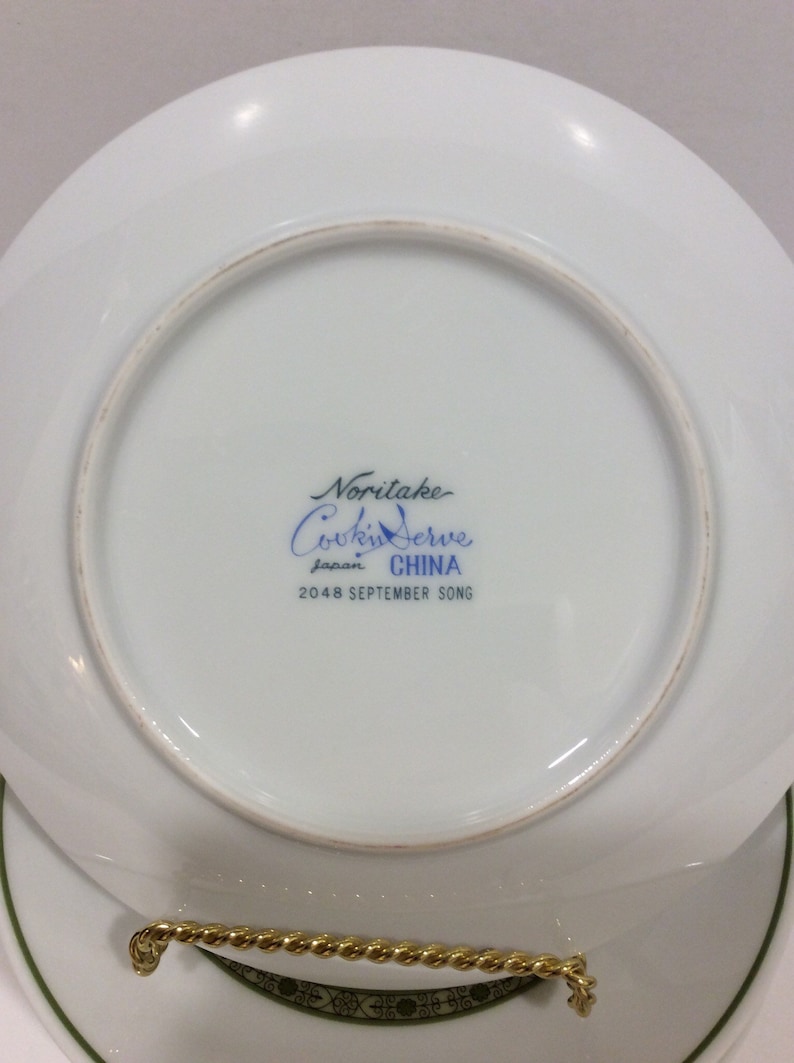 Noritake
Cook'n Serve
Japan CHINA
2048 SEPTEMBER SONG